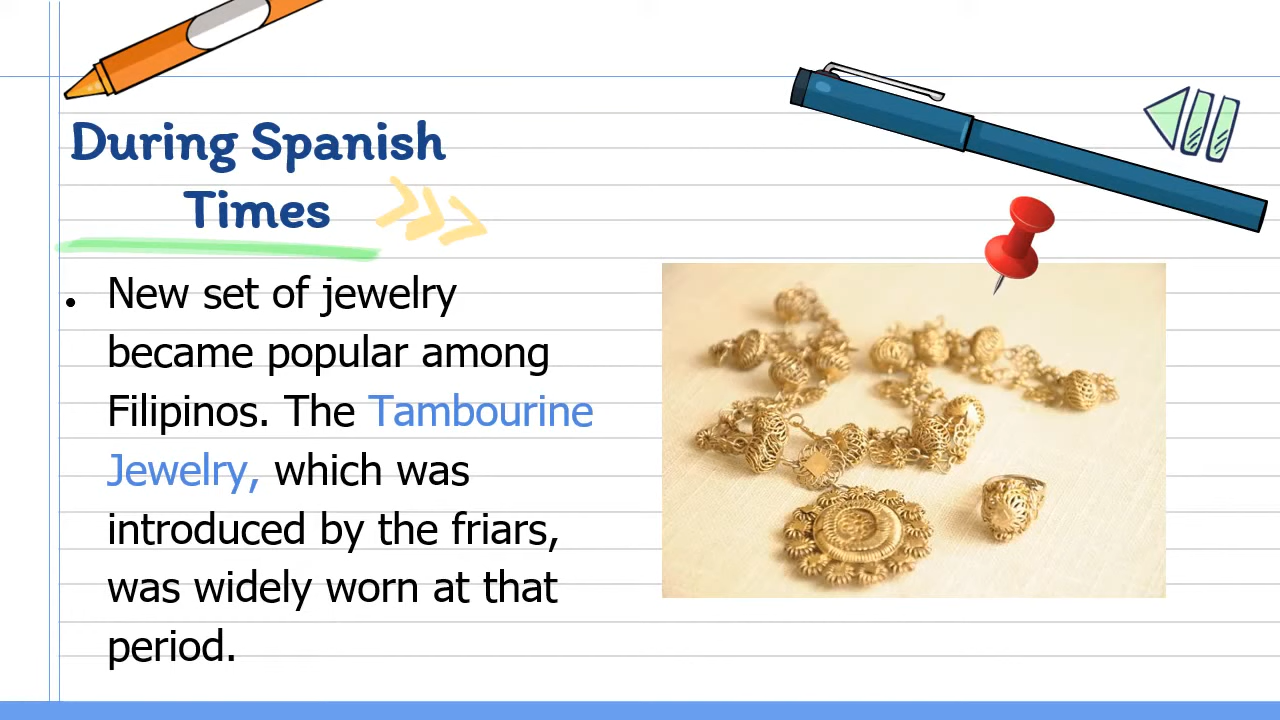 During Spanish
Times
• New set of jewelry
became popular among
Filipinos. The Tambourine
Jewelry, which was
introduced by the friars,
was widely worn at that
period.